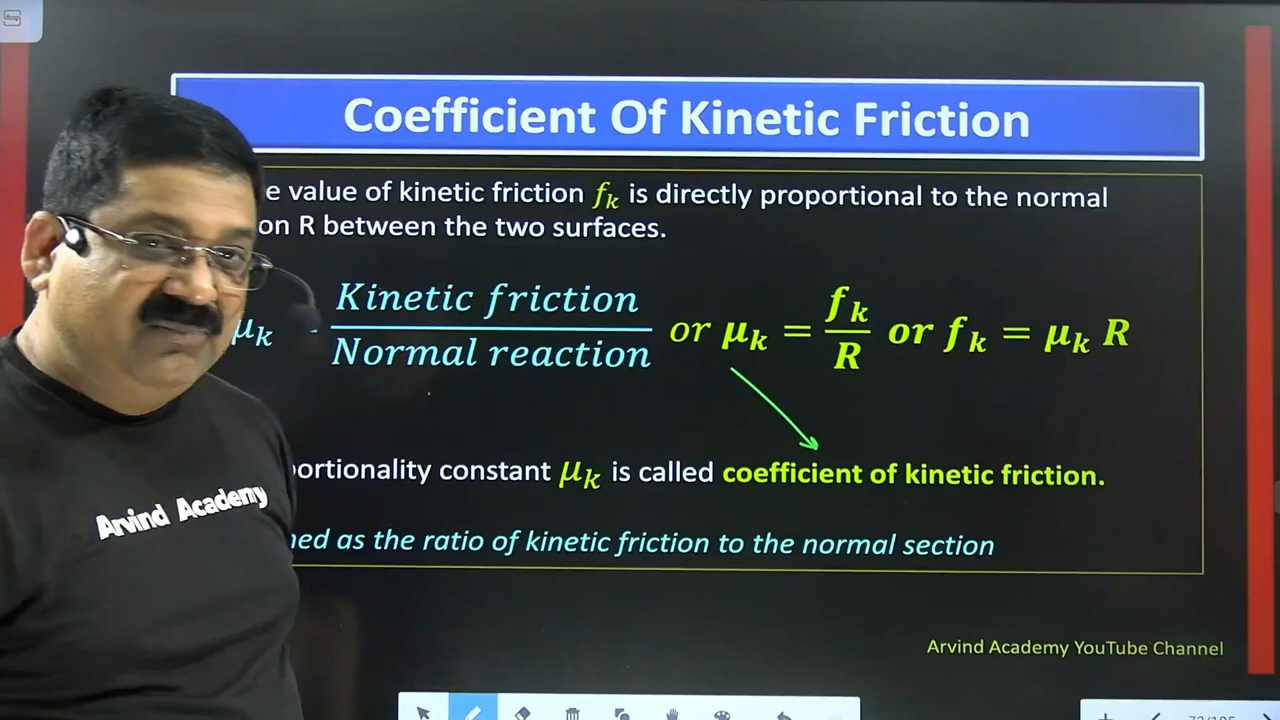 Coefficient Of Kinetic Friction
e value of kinetic friction fₖ is directly proportional to the normal
on R between the two surfaces.
μₖ - Kinetic friction / Normal reaction or μₖ = fₖ / R or fₖ = μₖ R
portionality constant μₖ is called coefficient of kinetic friction.
ned as the ratio of kinetic friction to the normal section
Arvind Academy
Arvind Academy YouTube Channel